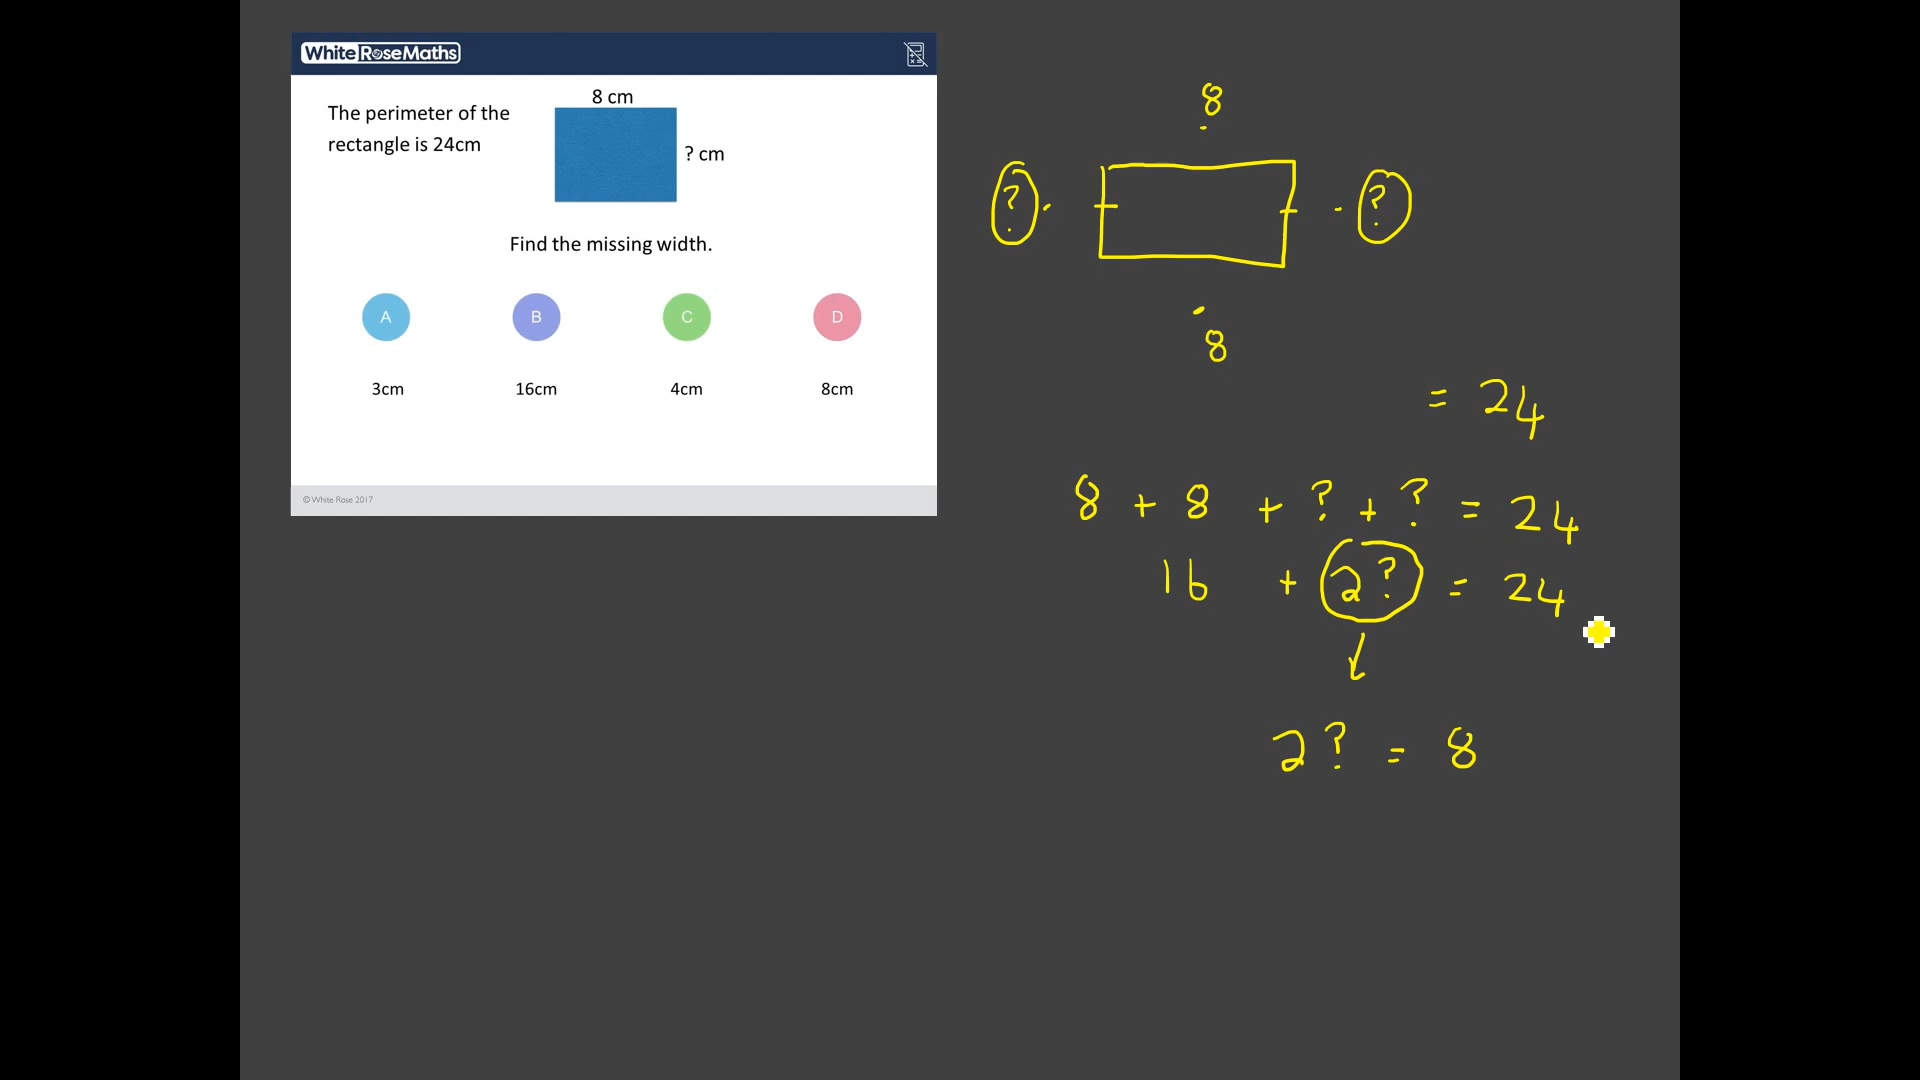 White Rose Maths
The perimeter of the
rectangle is 24cm
8 cm
? cm
Find the missing width.
A B C D
3cm 16cm 4cm 8cm
© White Rose 2017
8
? ?
8
= 24
8 + 8 + ? + ? = 24
16 + 2? = 24
2? = 8